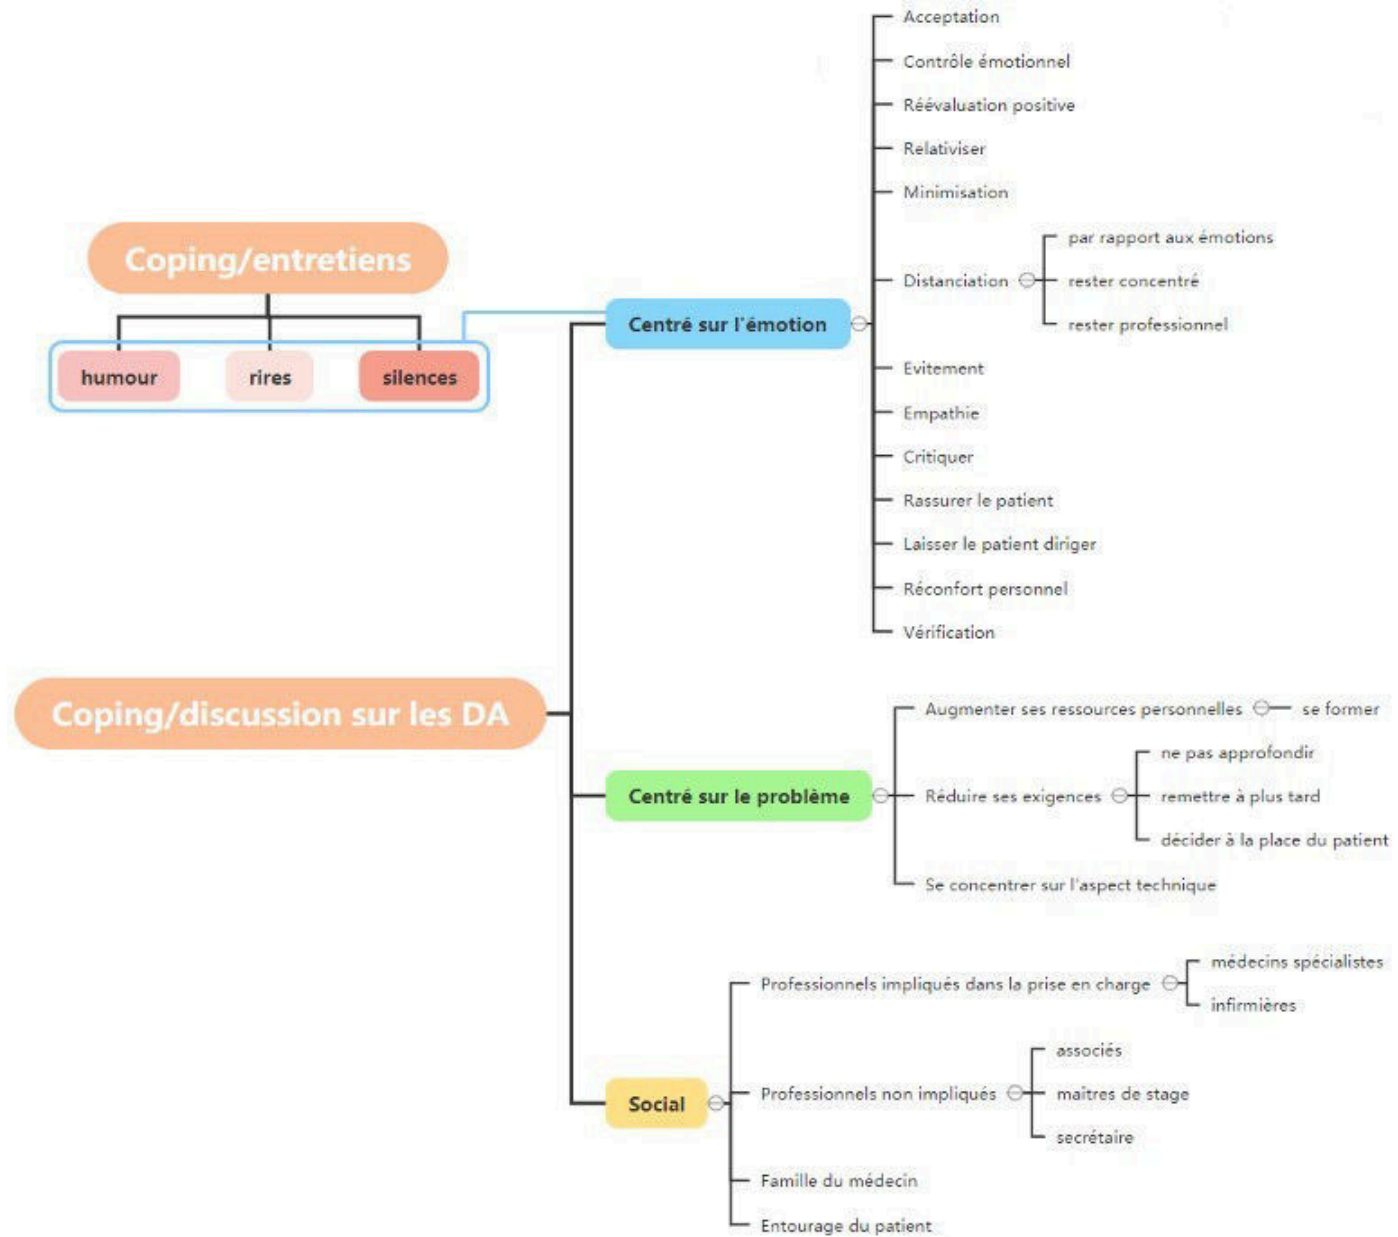 Coping/entretiens
humour
rires
silences
Coping/discussion sur les DA
Centré sur l'émotion
Acceptation
Contrôle émotionnel
Réévaluation positive
Relativiser
Minimisation
Distanciation
par rapport aux émotions
rester concentré
rester professionnel
Evitement
Empathie
Critiquer
Rassurer le patient
Laisser le patient diriger
Réconfort personnel
Vérification
Centré sur le problème
Augmenter ses ressources personnelles
se former
Réduire ses exigences
ne pas approfondir
remettre à plus tard
décider à la place du patient
Se concentrer sur l'aspect technique
Social
Professionnels impliqués dans la prise en charge
médecins spécialistes
infirmières
Professionnels non impliqués
associés
maîtres de stage
secrétaire
Famille du médecin
Entourage du patient